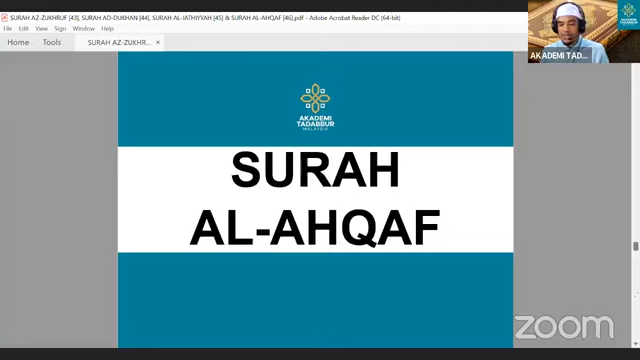 SURAH AZ-ZUKHRUF [43], SURAH AD-DUKHAN [44], SURAH AL-JATHIYYAH [45] & SURAH AL-AHQAF [46].pdf - Adobe Acrobat Reader DC (64-bit)
File Edit View Sign Window Help
Home Tools SURAH AZ-ZUKHR... ×
AKADEMI TAD...
AKADEMI
TADABBUR
MALAYSIA
SURAH
AL-AHQAF
zoom